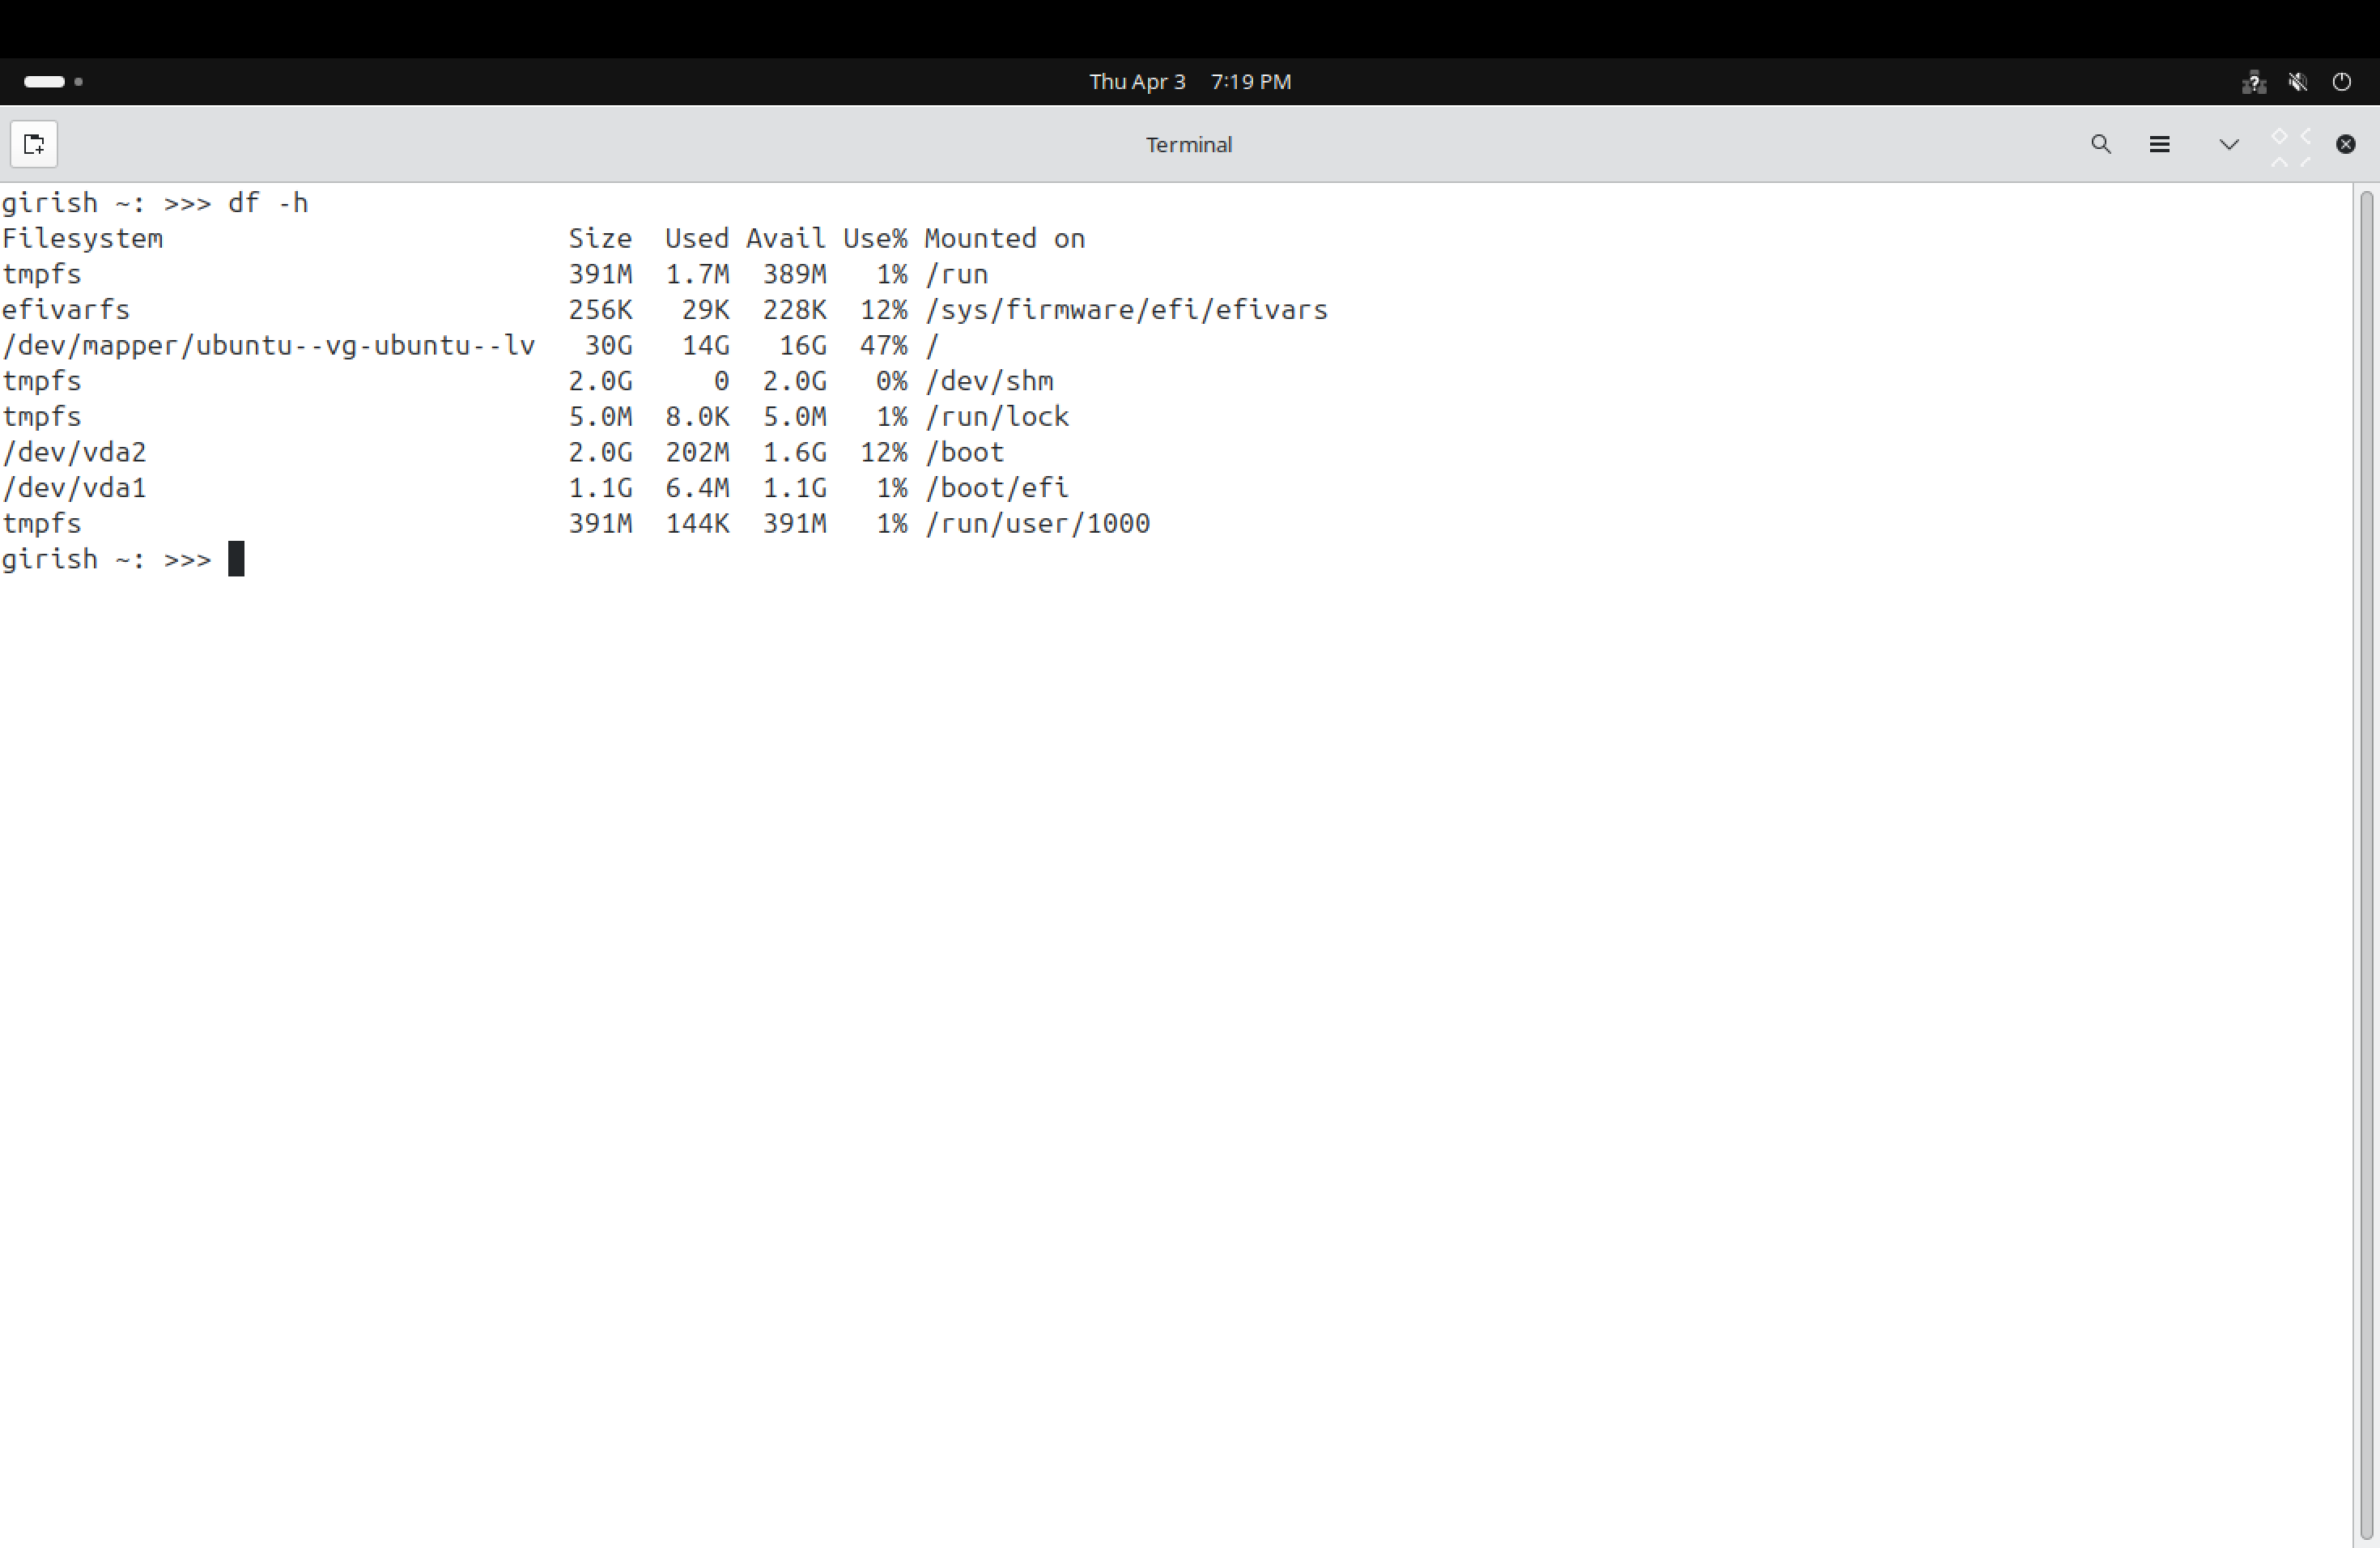 Thu Apr 3 7:19 PM
Terminal
girish ~: >>> df -h
Filesystem                         Size  Used Avail Use% Mounted on
tmpfs                              391M  1.7M  389M   1% /run
efivarfs                           256K   29K  228K  12% /sys/firmware/efi/efivars
/dev/mapper/ubuntu--vg-ubuntu--lv   30G   14G   16G  47% /
tmpfs                              2.0G     0  2.0G   0% /dev/shm
tmpfs                              5.0M  8.0K  5.0M   1% /run/lock
/dev/vda2                          2.0G  202M  1.6G  12% /boot
/dev/vda1                          1.1G  6.4M  1.1G   1% /boot/efi
tmpfs                              391M  144K  391M   1% /run/user/1000
girish ~: >>>